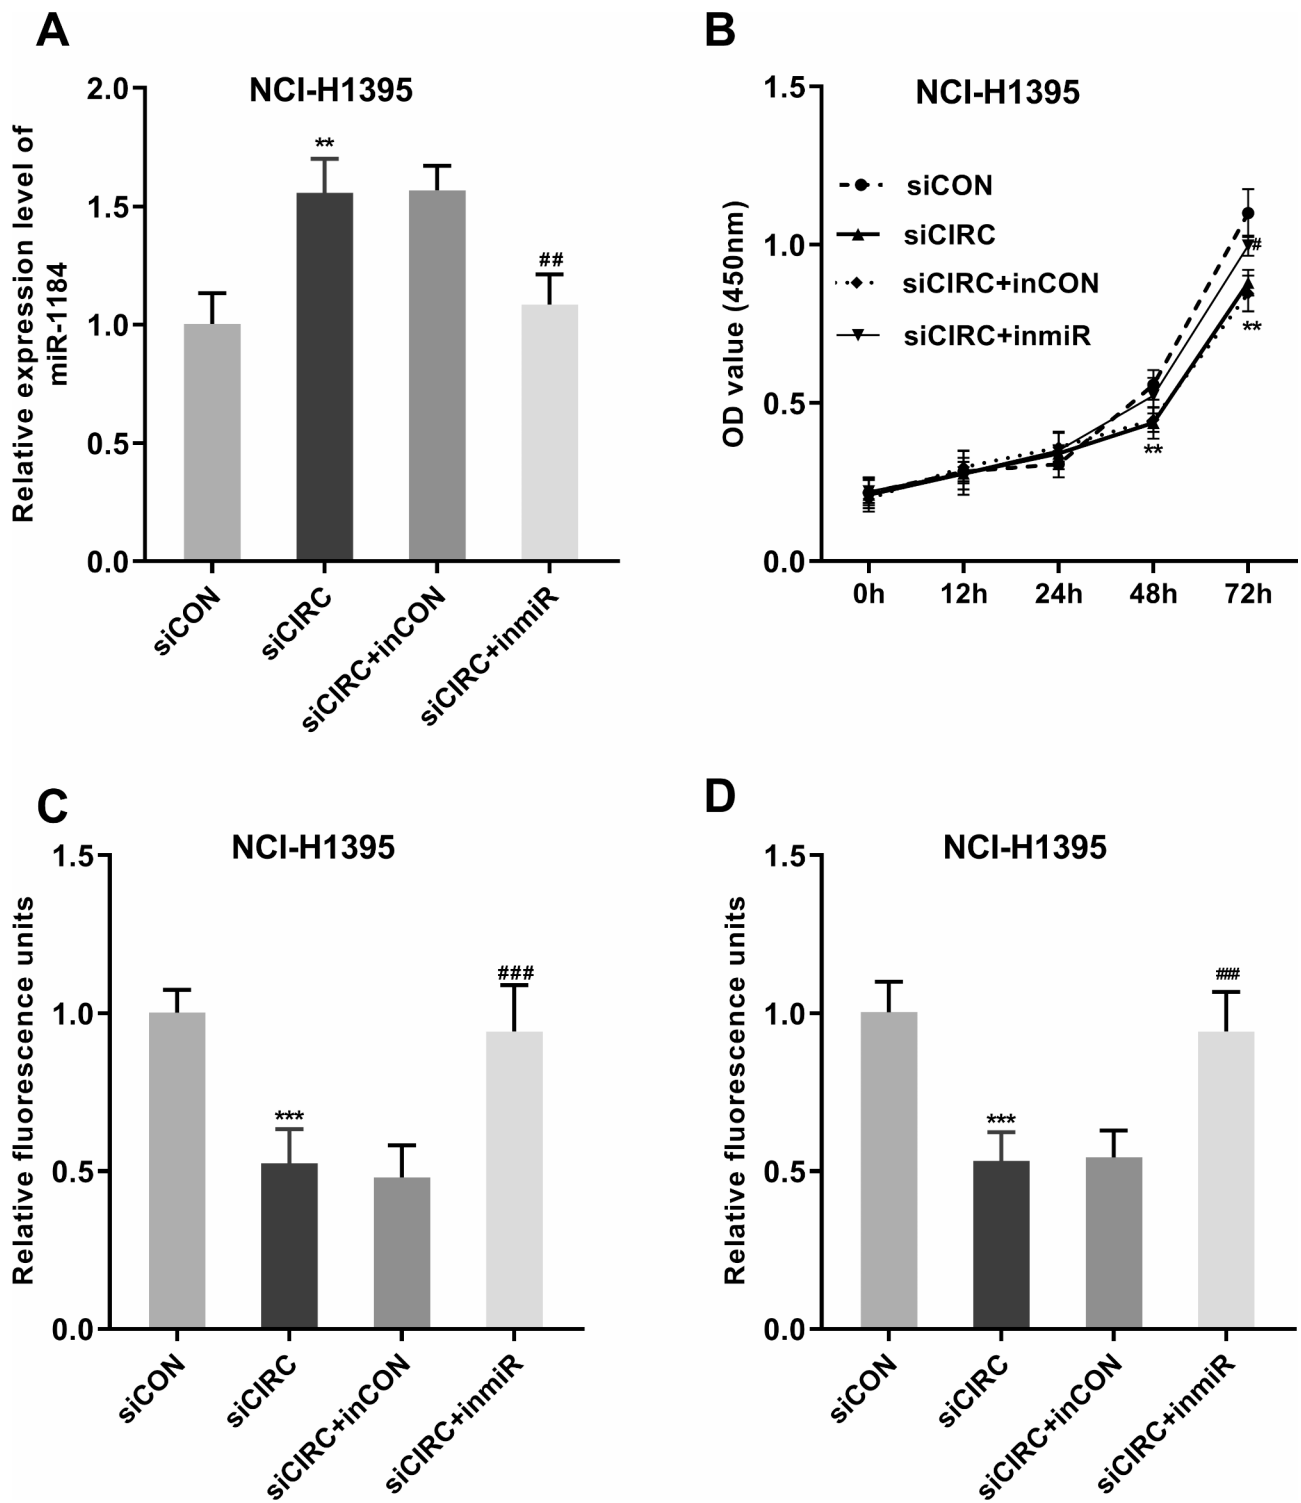 A
NCI-H1395
Relative expression level of
miR-1184
2.0
1.5
1.0
0.5
0.0
**
##
siCON
siCIRC
siCIRC+inCON
siCIRC+inmiR
B
NCI-H1395
OD value (450nm)
1.5
1.0
0.5
0.0
siCON
siCIRC
siCIRC+inCON
siCIRC+inmiR
#
**
**
0h
12h
24h
48h
72h
C
NCI-H1395
Relative fluorescence units
1.5
1.0
0.5
0.0
***
###
siCON
siCIRC
siCIRC+inCON
siCIRC+inmiR
D
NCI-H1395
Relative fluorescence units
1.5
1.0
0.5
0.0
***
###
siCON
siCIRC
siCIRC+inCON
siCIRC+inmiR